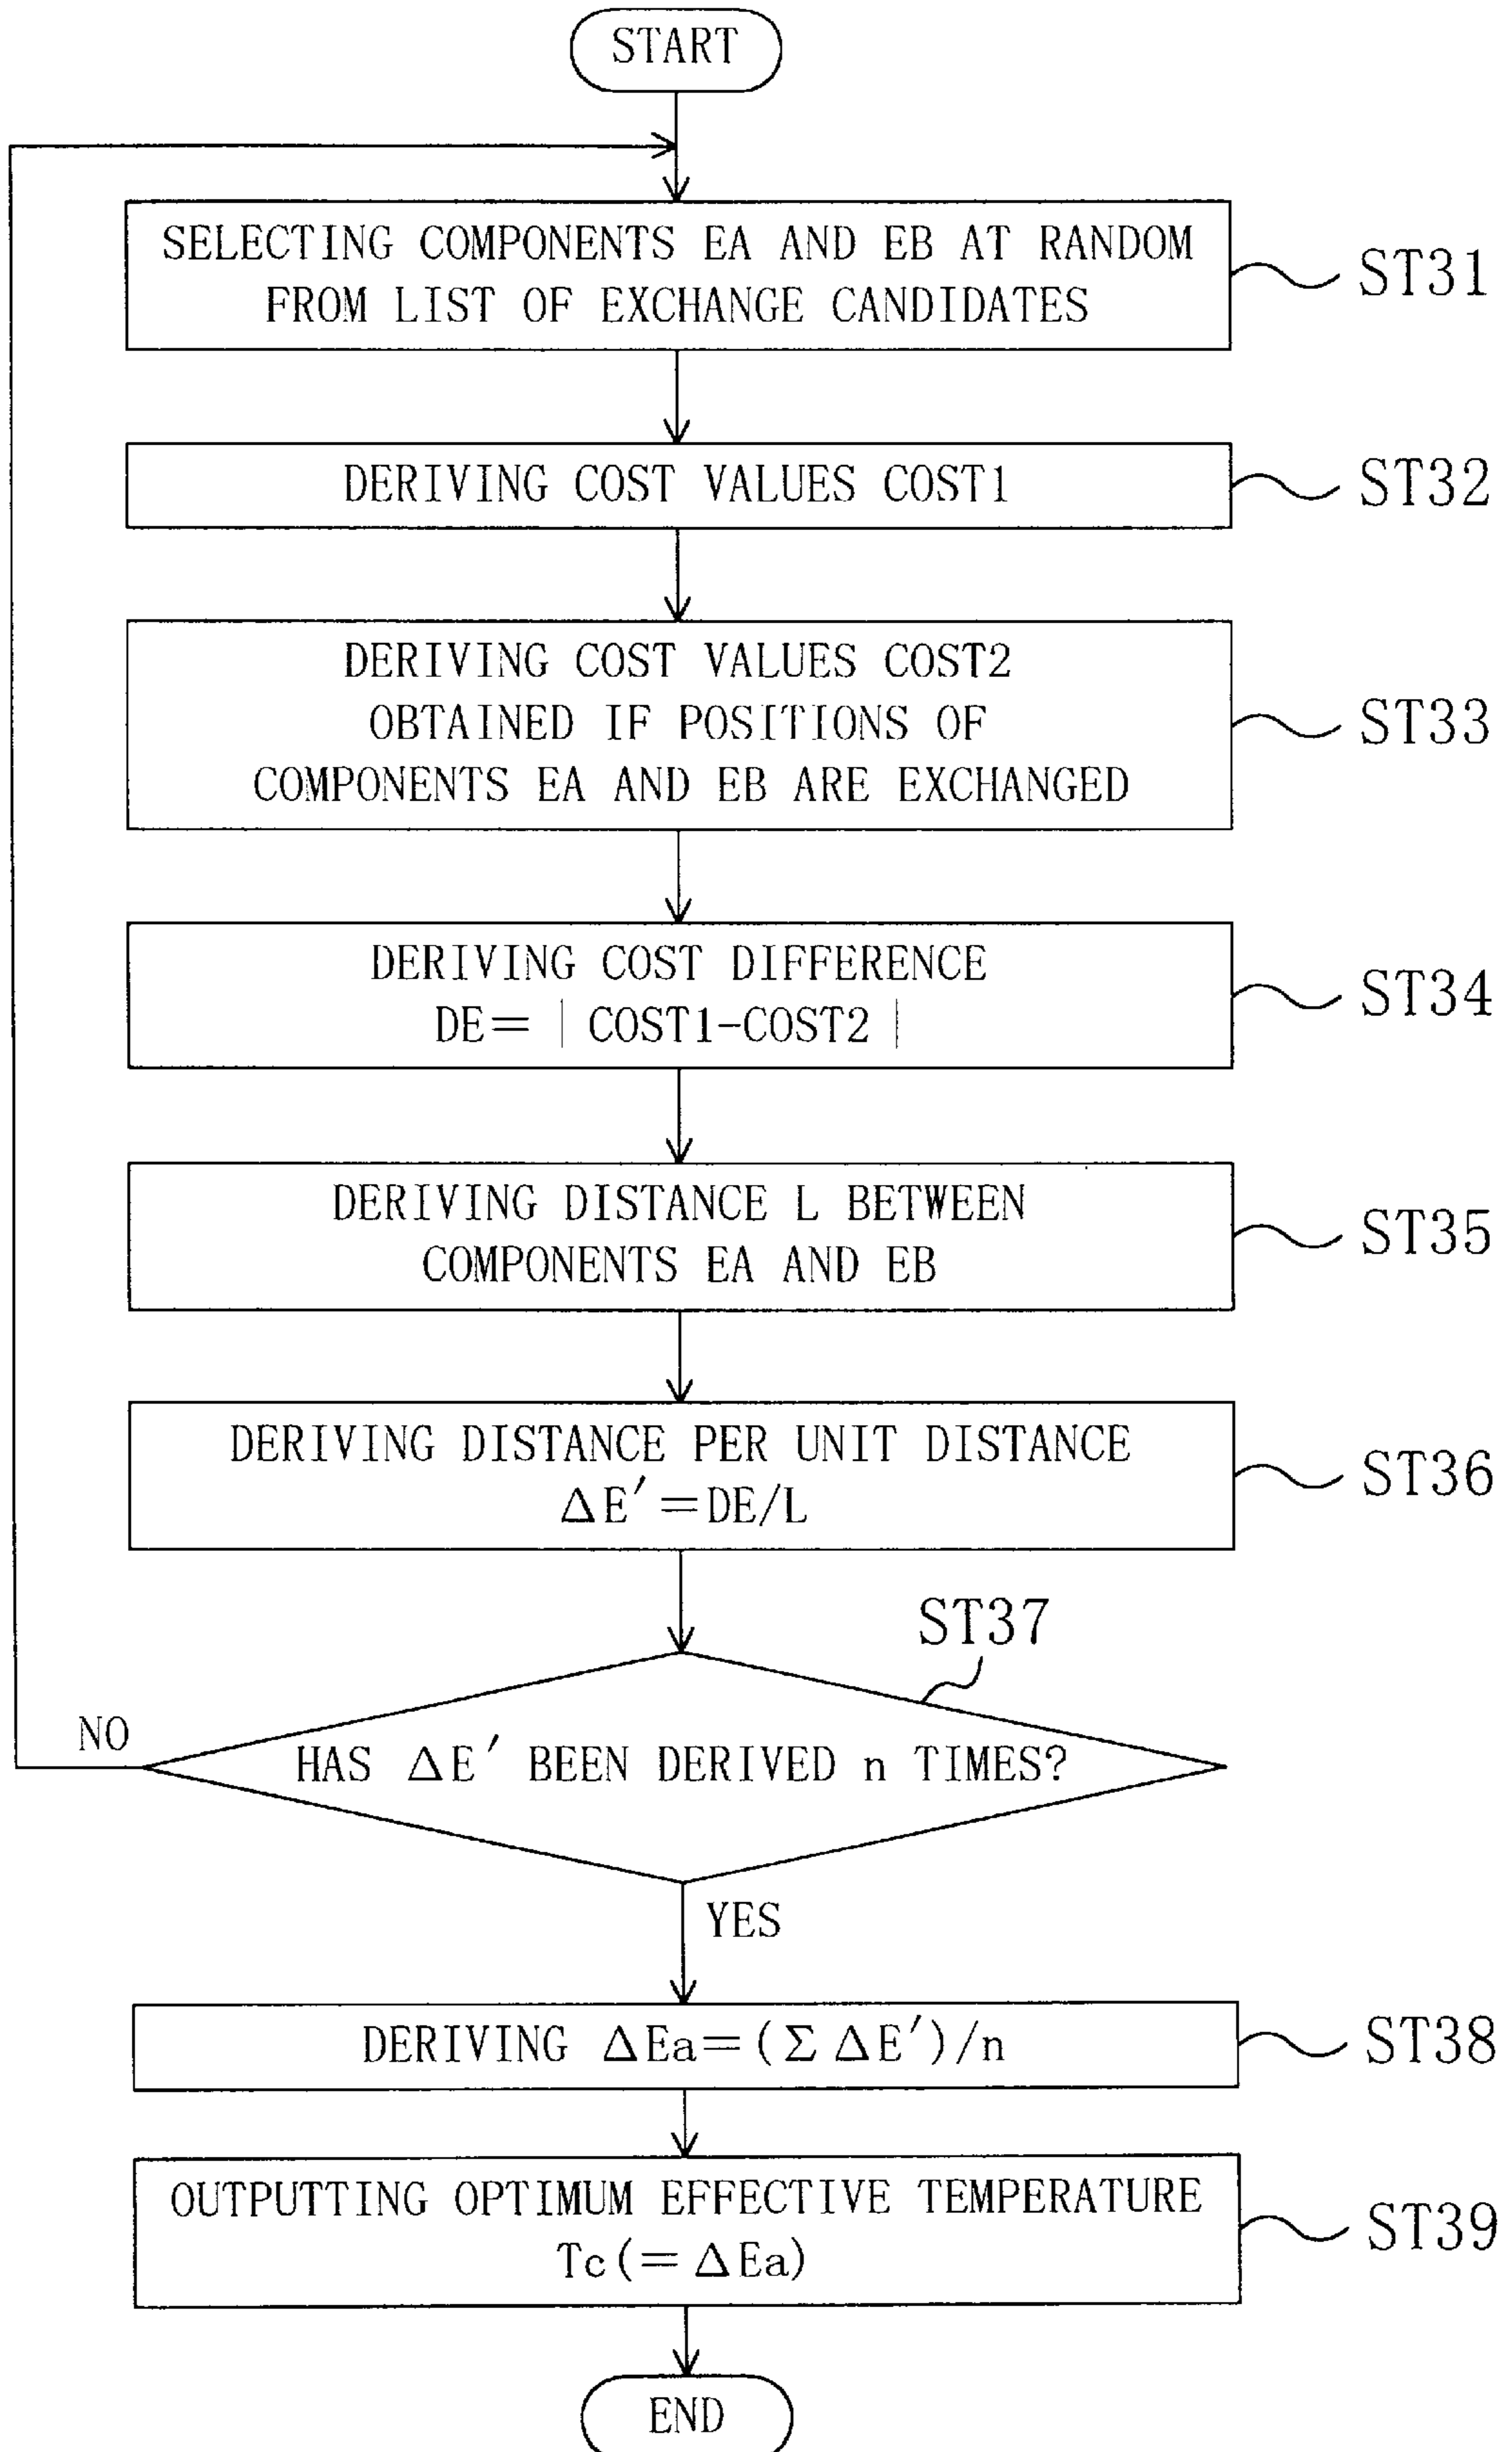 START
SELECTING COMPONENTS EA AND EB AT RANDOM
FROM LIST OF EXCHANGE CANDIDATES
ST31
DERIVING COST VALUES COST1
ST32
DERIVING COST VALUES COST2
OBTAINED IF POSITIONS OF
COMPONENTS EA AND EB ARE EXCHANGED
ST33
DERIVING COST DIFFERENCE
DE=|COST1-COST2|
ST34
DERIVING DISTANCE L BETWEEN
COMPONENTS EA AND EB
ST35
DERIVING DISTANCE PER UNIT DISTANCE
ΔE′=DE/L
ST36
ST37
NO
HAS ΔE′ BEEN DERIVED n TIMES?
YES
DERIVING ΔEa=(ΣΔE′)/n
ST38
OUTPUTTING OPTIMUM EFFECTIVE TEMPERATURE
Tc(=ΔEa)
ST39
END